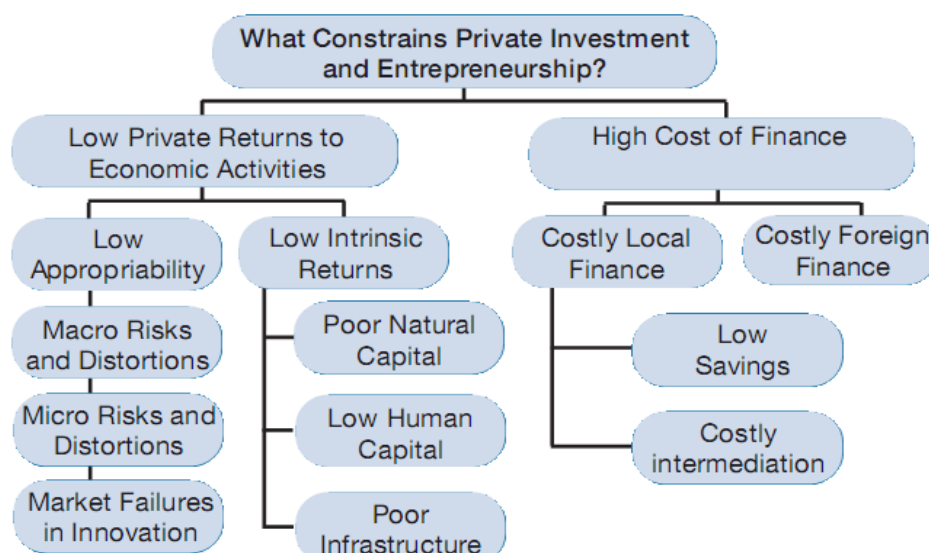 What Constrains Private Investment
and Entrepreneurship?
Low Private Returns to
Economic Activities
High Cost of Finance
Low
Appropriability
Low Intrinsic
Returns
Costly Local
Finance
Costly Foreign
Finance
Macro Risks
and Distortions
Poor Natural
Capital
Low
Savings
Micro Risks and
Distortions
Low Human
Capital
Costly
intermediation
Market Failures
in Innovation
Poor
Infrastructure